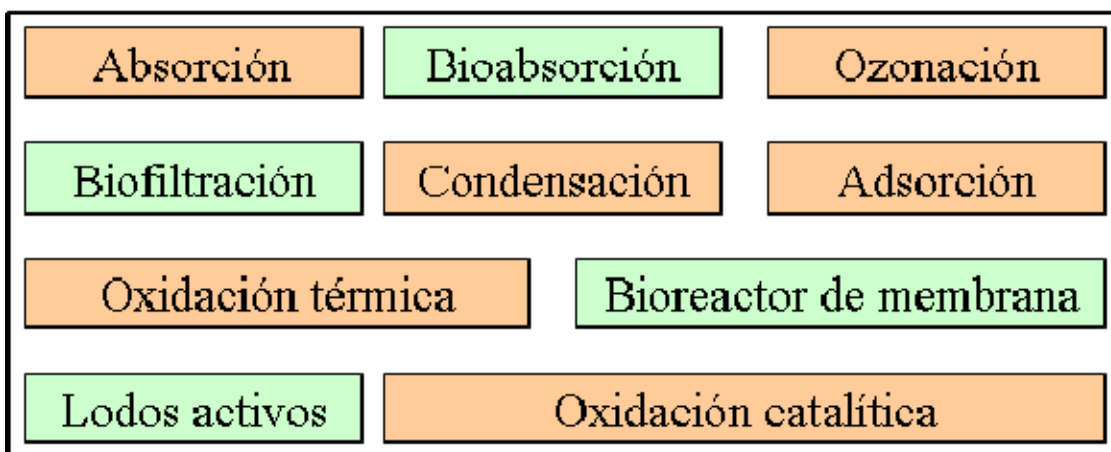 Absorción Bioabsorción Ozonación
Biofiltración Condensación Adsorción
Oxidación térmica Bioreactor de membrana
Lodos activos Oxidación catalítica